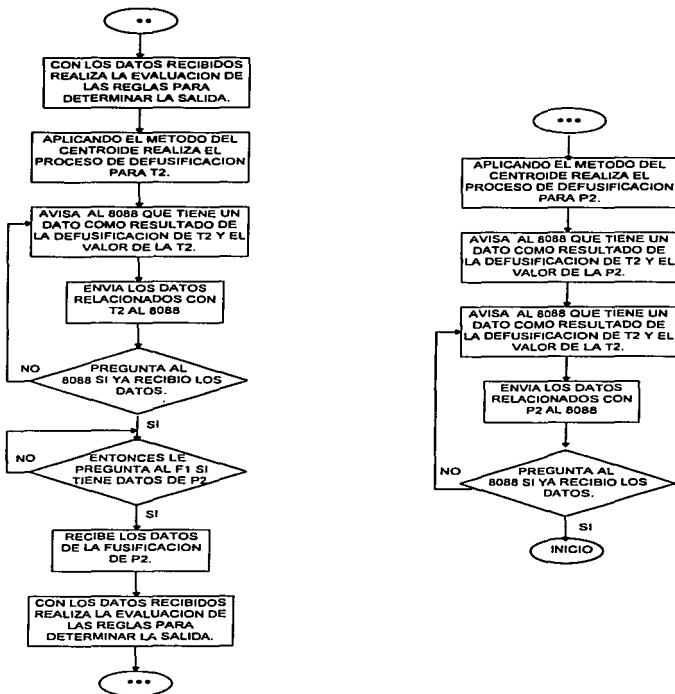 ••
CON LOS DATOS RECIBIDOS
REALIZA LA EVALUACION DE
LAS REGLAS PARA
DETERMINAR LA SALIDA.
APLICANDO EL METODO DEL
CENTROIDE REALIZA EL
PROCESO DE DEFUSIFICACION
PARA T2.
AVISA AL 8088 QUE TIENE UN
DATO COMO RESULTADO DE
LA DEFUSIFICACION DE T2 Y EL
VALOR DE LA T2.
ENVIA LOS DATOS
RELACIONADOS CON
T2 AL 8088
NO
PREGUNTA AL
8088 SI YA RECIBIO LOS
DATOS.
SI
NO
ENTONCES LE
PREGUNTA AL F1 SI
TIENE DATOS DE P2
SI
RECIBE LOS DATOS
DE LA FUSIFICACION
DE P2.
CON LOS DATOS RECIBIDOS
REALIZA LA EVALUACION DE
LAS REGLAS PARA
DETERMINAR LA SALIDA.
•••
•••
APLICANDO EL METODO DEL
CENTROIDE REALIZA EL
PROCESO DE DEFUSIFICACION
PARA P2.
AVISA AL 8088 QUE TIENE UN
DATO COMO RESULTADO DE
LA DEFUSIFICACION DE T2 Y EL
VALOR DE LA P2.
AVISA AL 8088 QUE TIENE UN
DATO COMO RESULTADO DE
LA DEFUSIFICACION DE T2 Y EL
VALOR DE LA T2.
ENVIA LOS DATOS
RELACIONADOS CON
P2 AL 8088
NO
PREGUNTA AL
8088 SI YA RECIBIO LOS
DATOS.
SI
INICIO